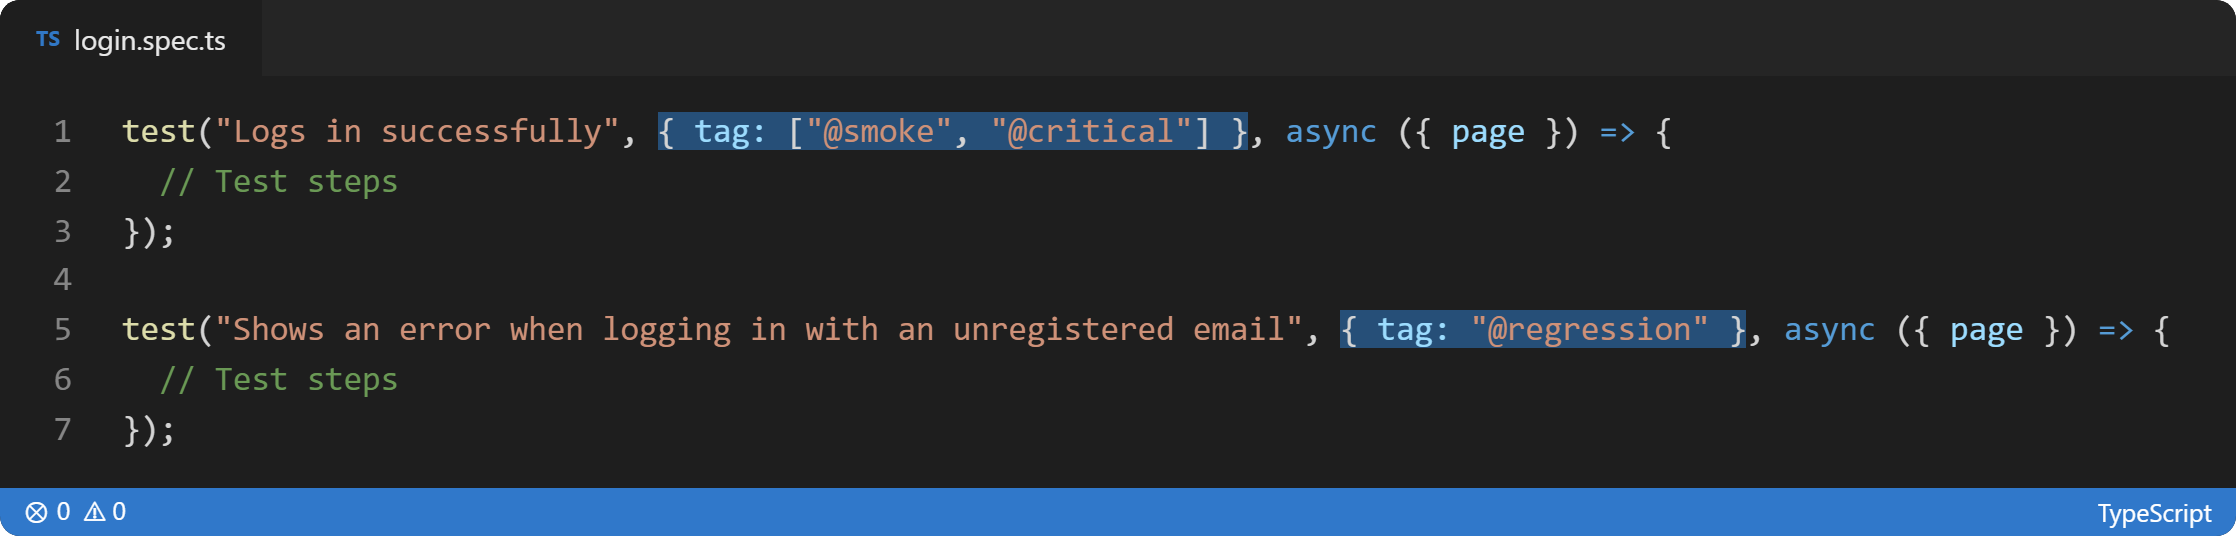 TS login.spec.ts
1 test("Logs in successfully", { tag: ["@smoke", "@critical"] }, async ({ page }) => {
2   // Test steps
3 });
4
5 test("Shows an error when logging in with an unregistered email", { tag: "@regression" }, async ({ page }) => {
6   // Test steps
7 });
0 0 TypeScript